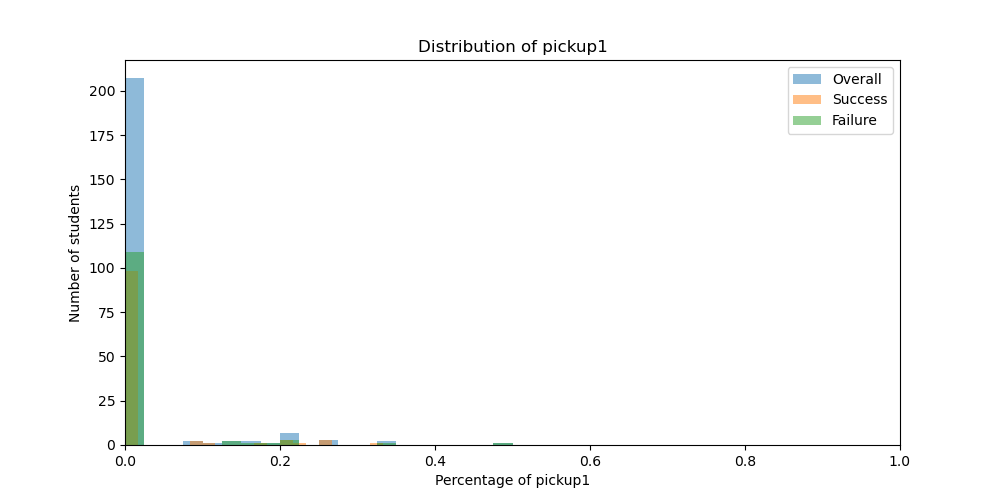 Distribution of pickup1
Overall
Success
Failure
Number of students
200
175
150
125
100
75
50
25
0
0.0 0.2 0.4 0.6 0.8 1.0
Percentage of pickup1